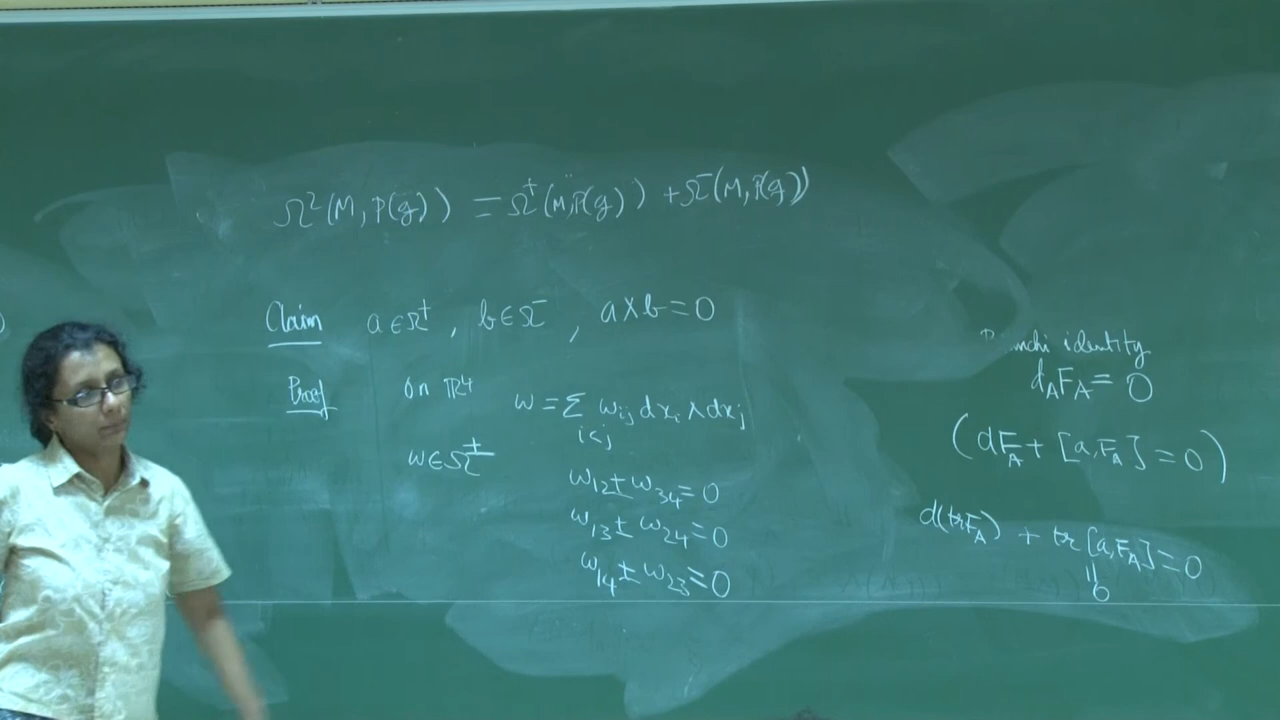 Ω²(M, P(g)) = Ω⁺(M, P(g)) + Ω⁻(M, P(g))
Claim a ∈ Ω⁺, b ∈ Ω⁻, a ∧ b = 0
Proof on ℝ⁴ ω = Σ ω_ij dx_i ∧ dx_j
i<j
ω ∈ Ω^±
ω₁₂ ± ω₃₄ = 0
ω₁₃ ± ω₂₄ = 0
ω₁₄ ± ω₂₃ = 0
Bianchi identity
d_A F_A = 0
(dF_A + [a, F_A] = 0)
d(tr F_A) + tr [a, F_A] = 0
||
0